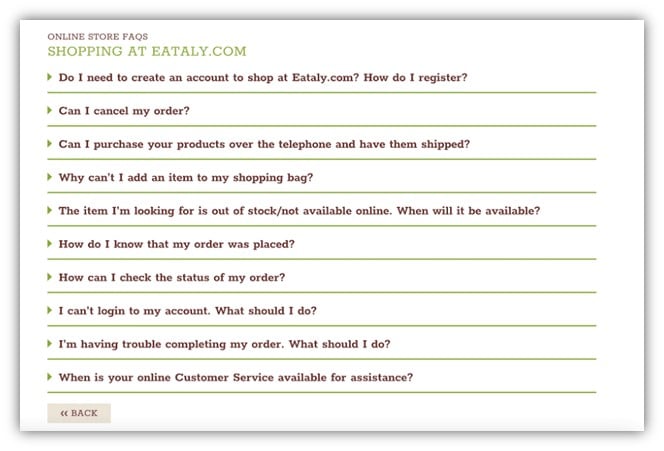 ONLINE STORE FAQS
SHOPPING AT EATALY.COM
Do I need to create an account to shop at Eataly.com? How do I register?
Can I cancel my order?
Can I purchase your products over the telephone and have them shipped?
Why can't I add an item to my shopping bag?
The item I'm looking for is out of stock/not available online. When will it be available?
How do I know that my order was placed?
How can I check the status of my order?
I can't login to my account. What should I do?
I'm having trouble completing my order. What should I do?
When is your online Customer Service available for assistance?
« BACK